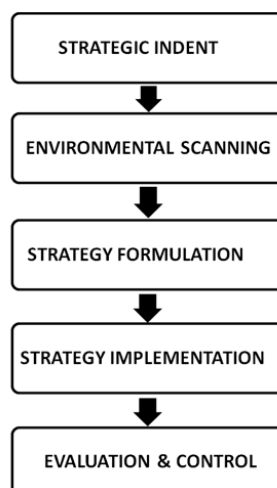 STRATEGIC INDENT
ENVIRONMENTAL SCANNING
STRATEGY FORMULATION
STRATEGY IMPLEMENTATION
EVALUATION & CONTROL